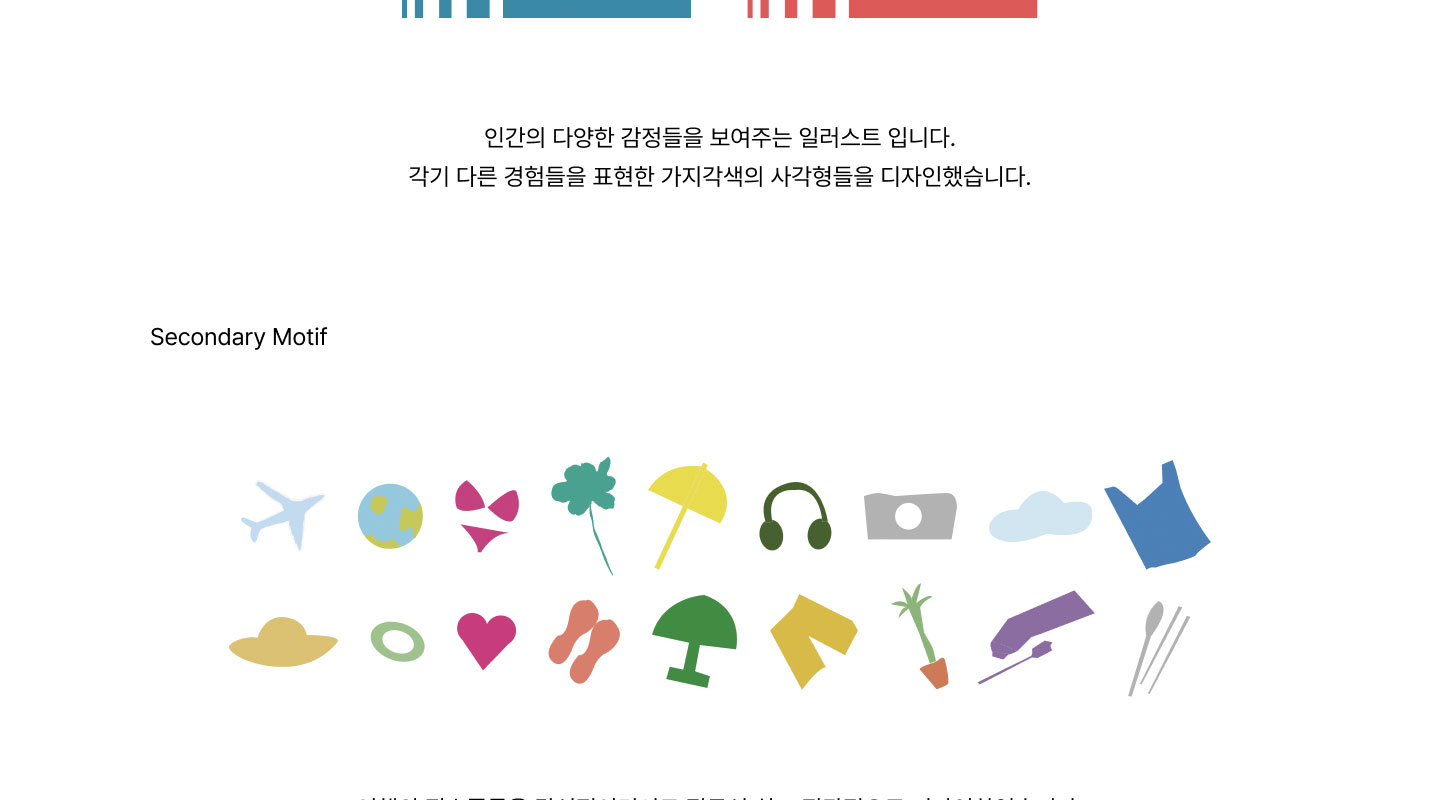 인간의 다양한 감정들을 보여주는 일러스트 입니다.
각기 다른 경험들을 표현한 가지각색의 사각형들을 디자인했습니다.
Secondary Motif